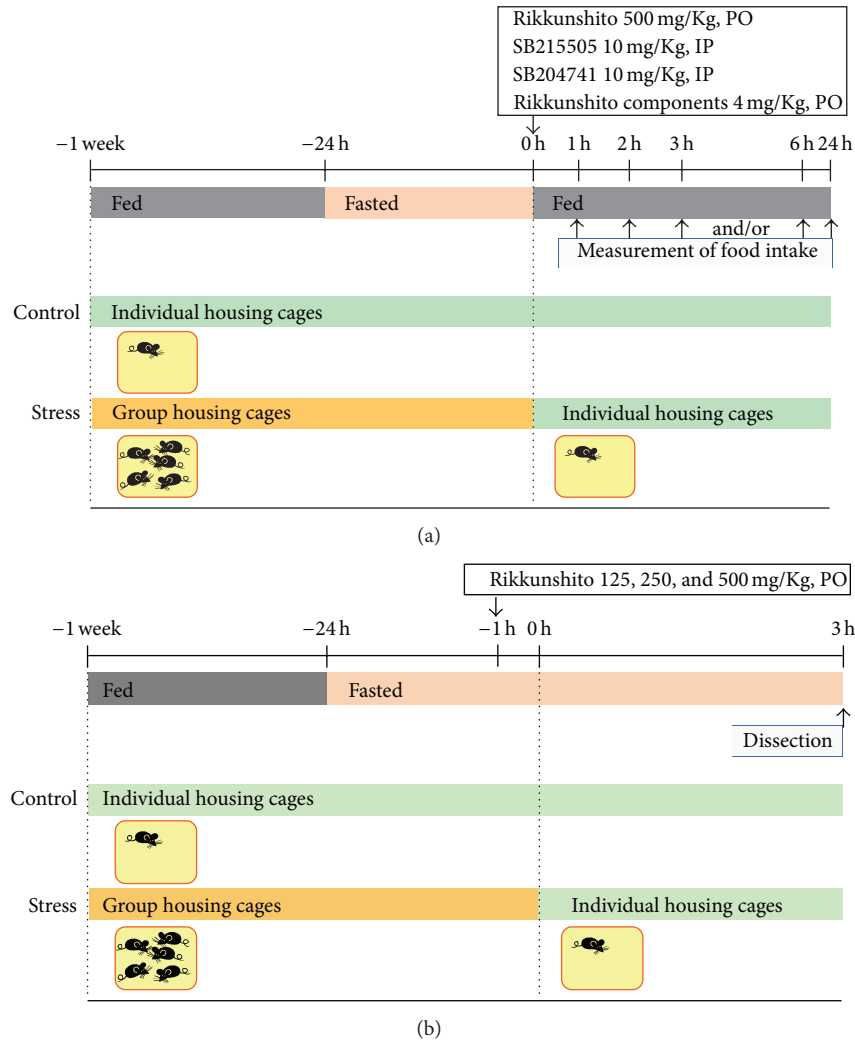 Rikkunshito 500 mg/Kg, PO
SB215505 10 mg/Kg, IP
SB204741 10 mg/Kg, IP
Rikkunshito components 4 mg/Kg, PO
−1 week −24 h 0 h 1 h 2 h 3 h 6 h 24 h
Fed Fasted Fed
and/or
Measurement of food intake
Control Individual housing cages
Stress Group housing cages Individual housing cages
(a)
Rikkunshito 125, 250, and 500 mg/Kg, PO
−1 week −24 h −1 h 0 h 3 h
Fed Fasted
Dissection
Control Individual housing cages
Stress Group housing cages Individual housing cages
(b)